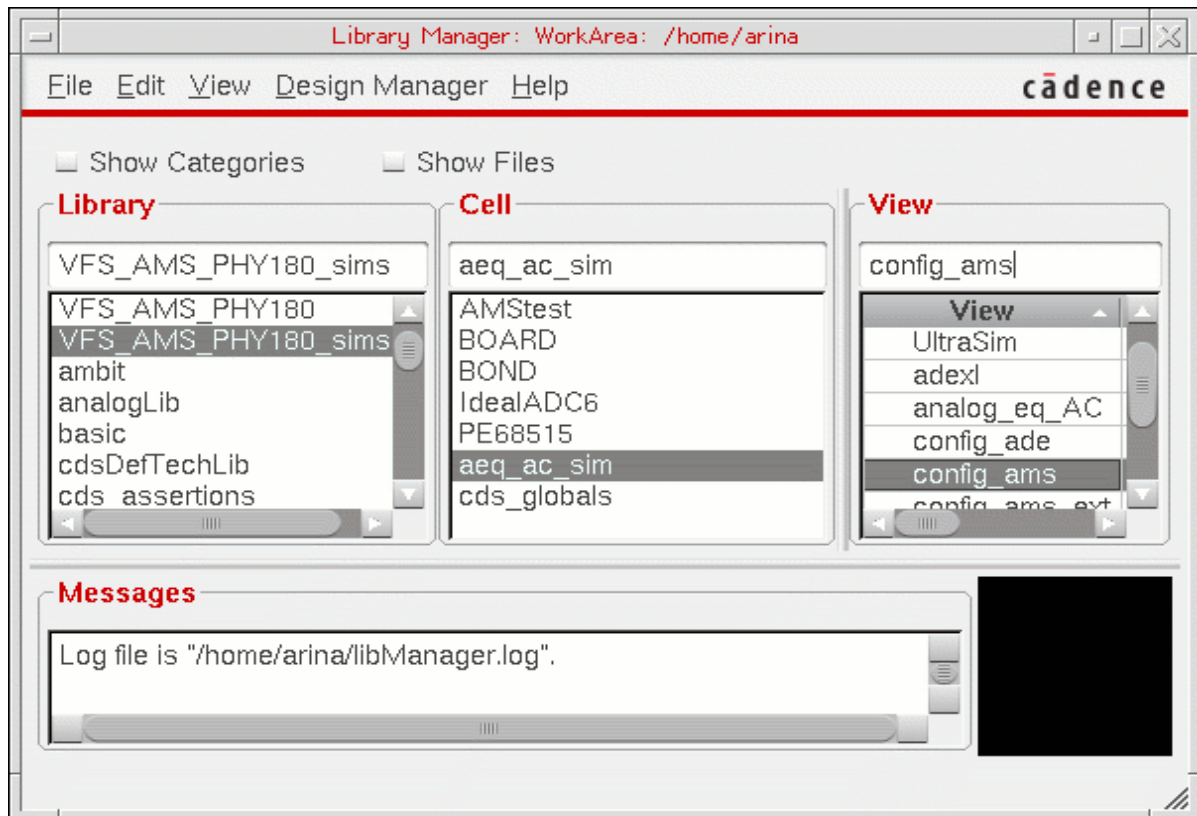 Library Manager: WorkArea: /home/arina
File Edit View Design Manager Help
cādence
Show Categories Show Files
Library
VFS_AMS_PHY180_sims
VFS_AMS_PHY180
VFS_AMS_PHY180_sims
ambit
analogLib
basic
cdsDefTechLib
cds_assertions
Cell
aeq_ac_sim
AMStest
BOARD
BOND
IdealADC6
PE68515
aeq_ac_sim
cds_globals
View
config_ams
View
UltraSim
adexl
analog_eq_AC
config_ade
config_ams
config_ams_ext
Messages
Log file is "/home/arina/libManager.log".